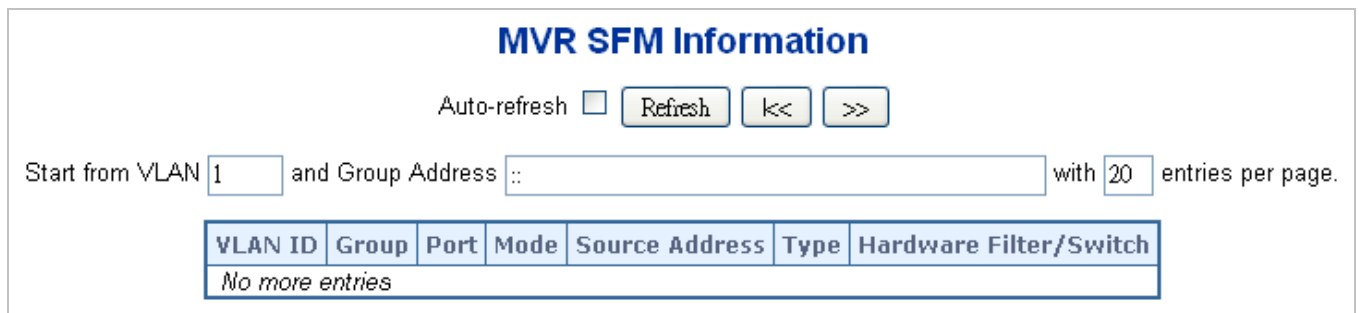 MVR SFM Information
Auto-refresh Refresh |<< >>
Start from VLAN 1 and Group Address :: with 20 entries per page.
VLAN ID Group Port Mode Source Address Type Hardware Filter/Switch
No more entries